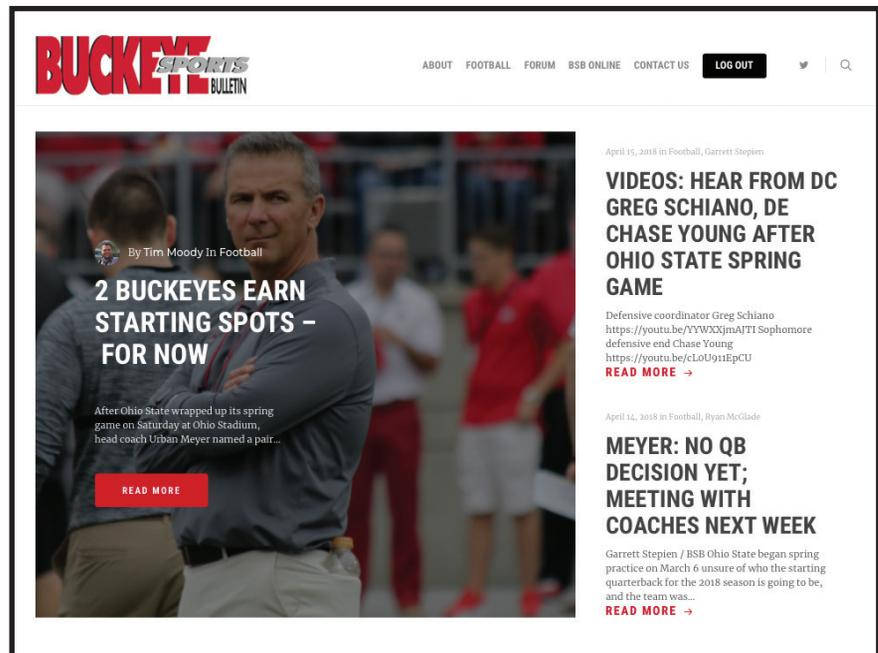 BUCKEYE
SPORTS
BULLETIN
ABOUT FOOTBALL FORUM BSB ONLINE CONTACT US LOG OUT
By Tim Moody In Football
2 BUCKEYES EARN
STARTING SPOTS –
FOR NOW
After Ohio State wrapped up its spring
game on Saturday at Ohio Stadium,
head coach Urban Meyer named a pair...
READ MORE
April 15, 2018 in Football, Garrett Stepien
VIDEOS: HEAR FROM DC
GREG SCHIANO, DE
CHASE YOUNG AFTER
OHIO STATE SPRING
GAME
Defensive coordinator Greg Schiano
https://youtu.be/YYWXXjmAJTI Sophomore
defensive end Chase Young
https://youtu.be/cL0U911EpCU
READ MORE →
April 14, 2018 in Football, Ryan McGlade
MEYER: NO QB
DECISION YET;
MEETING WITH
COACHES NEXT WEEK
Garrett Stepien / BSB Ohio State began spring
practice on March 6 unsure of who the starting
quarterback for the 2018 season is going to be,
and the team was...
READ MORE →